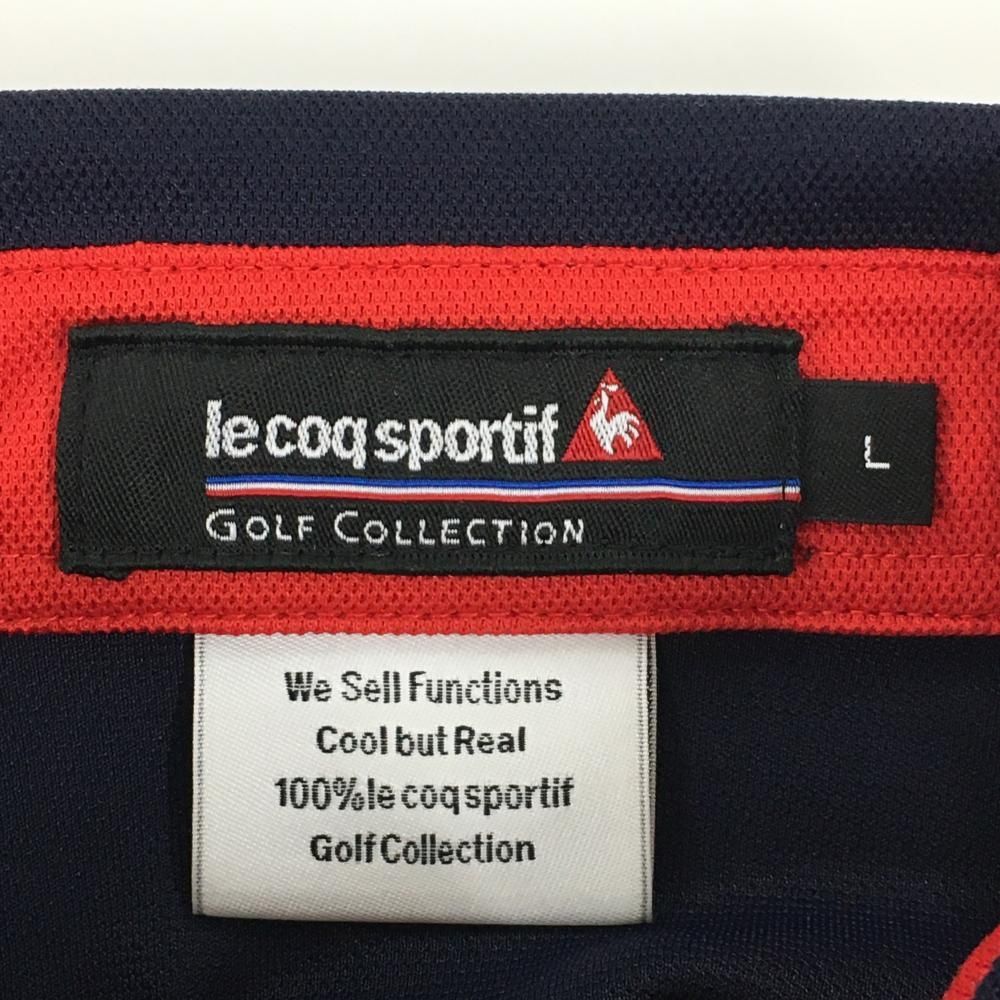 le coq sportif
GOLF COLLECTION
L
We Sell Functions
Cool but Real
100% le coq sportif
Golf Collection